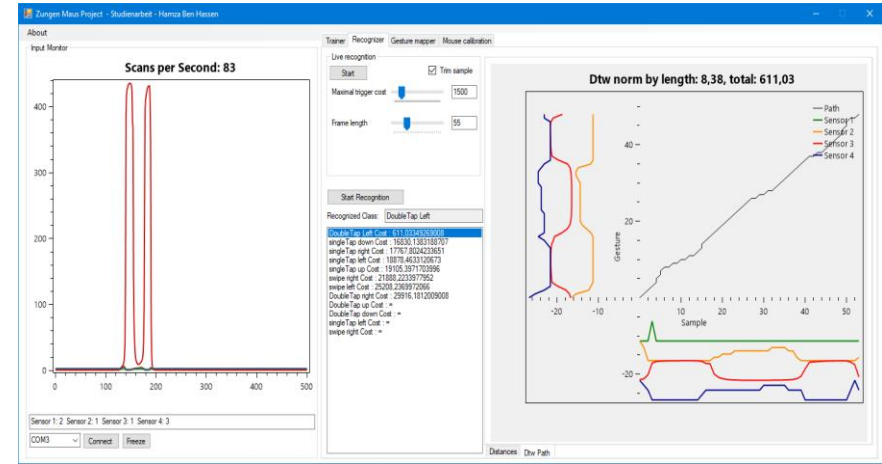 Zungen Maus Project - Studienarbeit - Hamza Ben Hassen
About
Input Monitor
Scans per Second: 83
400
300
200
100
0
0 100 200 300 400 500
Sensor 1: 2 Sensor 2: 1 Sensor 3: 1 Sensor 4: 3
COM3 Connect Freeze
Trainer Recognizer Gesture mapper Mouse calibration
Live recognition
Start Trim sample
Maximal trigger cost 1500
Frame length 55
Start Recognition
Recognized Class: DoubleTap Left
DoubleTap Left Cost : 611,03349269008
singleTap down Cost : 16830,1383188707
singleTap right Cost : 17767,8024233651
singleTap left Cost : 18878,4633120673
singleTap up Cost : 19105,3971703996
swipe right Cost : 21888,2233977952
swipe left Cost : 25208,2369972066
DoubleTap right Cost : 29916,1812009008
DoubleTap up Cost : ∞
DoubleTap down Cost : ∞
singleTap left Cost : ∞
swipe right Cost : ∞
Dtw norm by length: 8,38, total: 611,03
Path
Sensor 1
Sensor 2
Sensor 3
Sensor 4
40
20
Gesture
-20 -10 10 20 30 40 50
Sample
-20
Distances Dtw Path